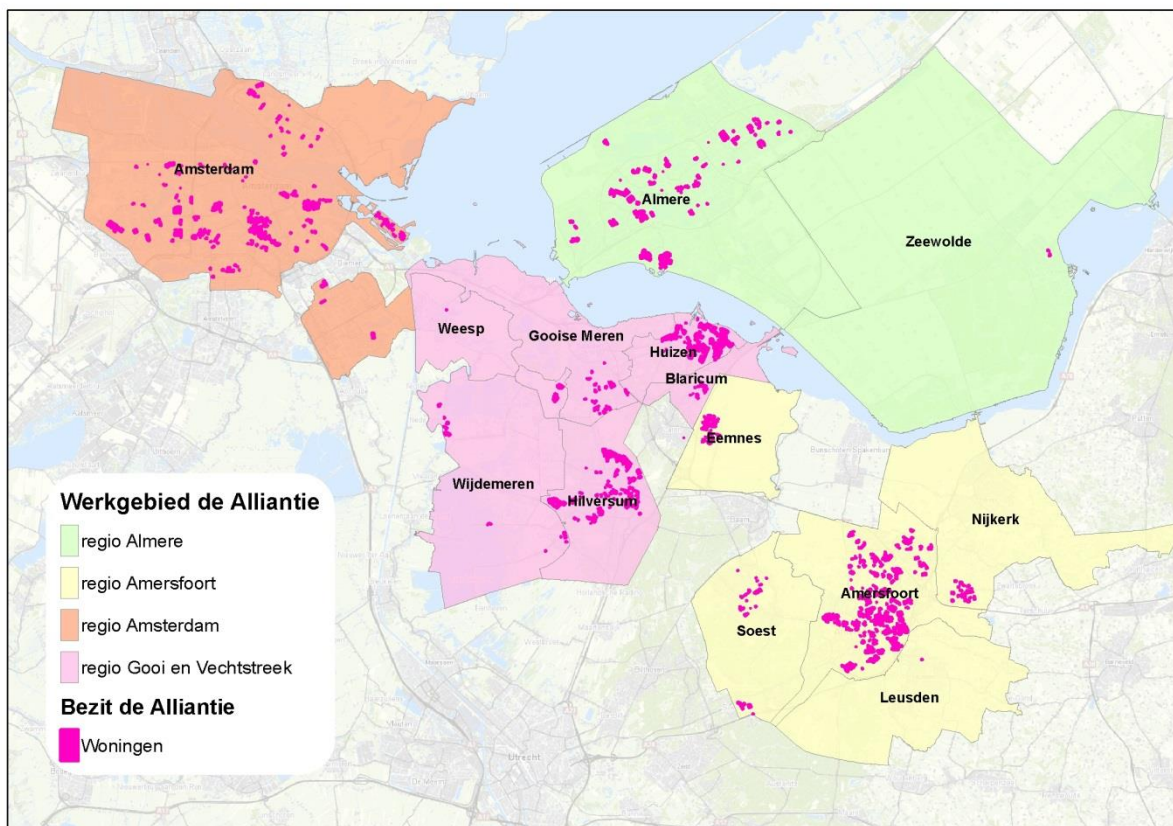 Amsterdam
Almere
Zeewolde
Weesp
Gooise Meren
Huizen
Blaricum
Eemnes
Wijdemeren
Hilversum
Nijkerk
Amersfoort
Soest
Leusden
Utrecht
Werkgebied de Alliantie
regio Almere
regio Amersfoort
regio Amsterdam
regio Gooi en Vechtstreek
Bezit de Alliantie
Woningen